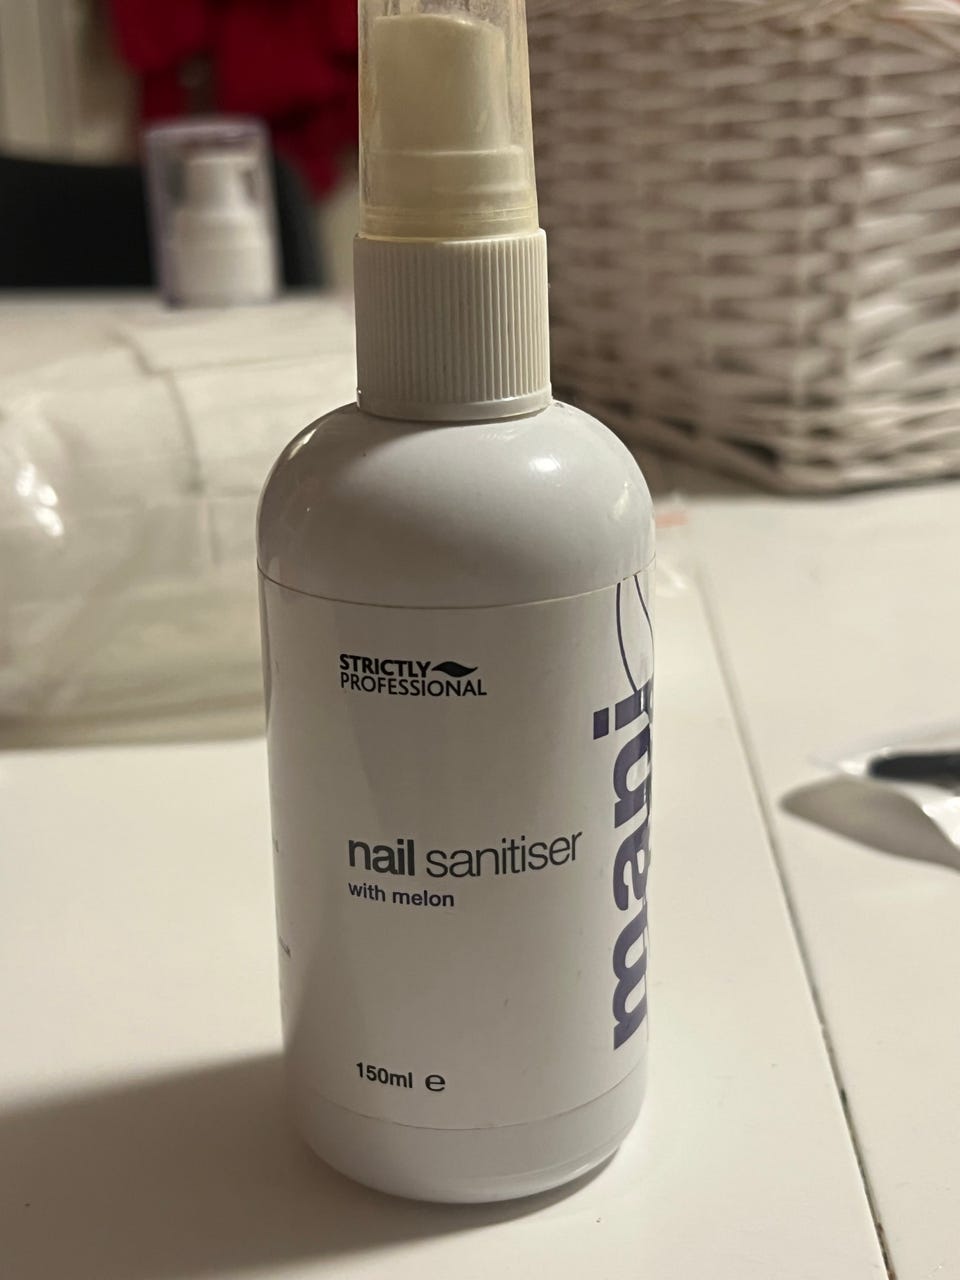 STRICTLY
PROFESSIONAL
nail sanitiser
with melon
150ml e
mani